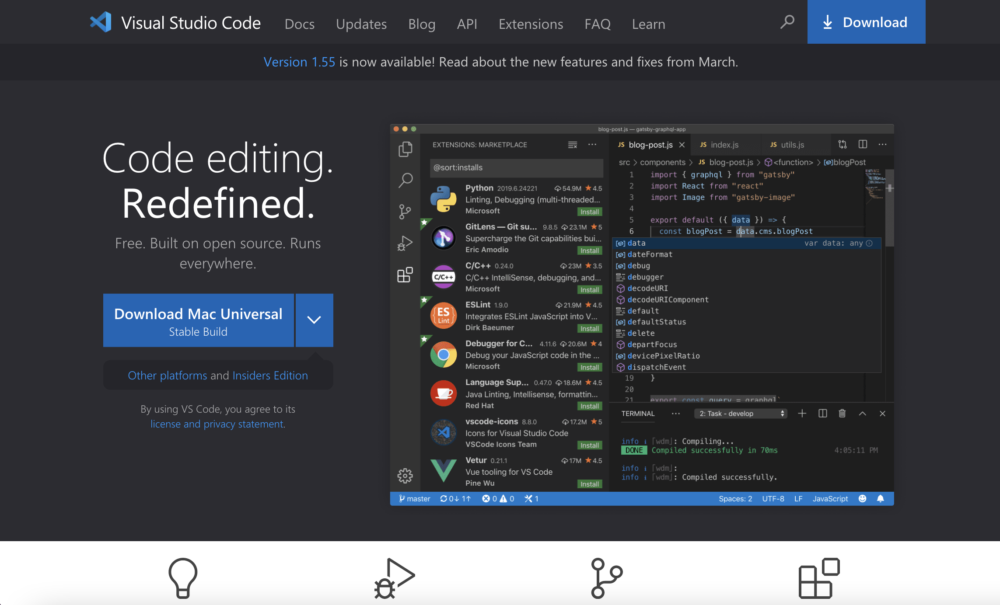 Visual Studio Code Docs Updates Blog API Extensions FAQ Learn Download
Version 1.55 is now available! Read about the new features and fixes from March.
Code editing.
Redefined.
Free. Built on open source. Runs
everywhere.
Download Mac Universal
Stable Build
Other platforms and Insiders Edition
By using VS Code, you agree to its
license and privacy statement.
blog-post.js — gatsby-graphql-app
EXTENSIONS: MARKETPLACE
@sort:installs
Python 2019.6.24221 54.9M 4.5
Linting, Debugging (multi-threaded...
Microsoft Install
GitLens — Git su... 9.8.5 23.1M 5
Supercharge the Git capabilities bui...
Eric Amodio Install
C/C++
C/C++ 0.24.0 23M 3.5
C/C++ IntelliSense, debugging, and...
Microsoft Install
ES
Lint
ESLint 1.9.0 21.9M 4.5
Integrates ESLint JavaScript into V...
Dirk Baeumer Install
Debugger for C... 4.11.6 20.6M 4
Debug your JavaScript code in the ...
Microsoft Install
Language Sup... 0.47.0 18.6M 4.5
Java Linting, Intellisense, formattin...
Red Hat Install
vscode-icons 8.8.0 17.2M 5
Icons for Visual Studio Code
VSCode Icons Team Install
Vetur 0.21.1 17M 4.5
Vue tooling for VS Code
Pine Wu Install
JS blog-post.js JS index.js JS utils.js
src > components > JS blog-post.js > <function> > blogPost
1 import { graphql } from "gatsby"
2 import React from "react"
3 import Image from "gatsby-image"
4
5 export default ({ data }) => {
6 const blogPost = data.cms.blogPost
data var data: any
dateFormat
debug
debugger
decodeURI
decodeURIComponent
default
defaultStatus
delete
departFocus
devicePixelRatio
dispatchEvent
19 }
20
21 export const query = graphql`
TERMINAL ... 2: Task - develop
info i ⌈wdm⌋: Compiling...
DONE Compiled successfully in 70ms 4:05:11 PM
info i ⌈wdm⌋:
info i ⌈wdm⌋: Compiled successfully.
master 0↓ 1↑ 0 0 1 Spaces: 2 UTF-8 LF JavaScript